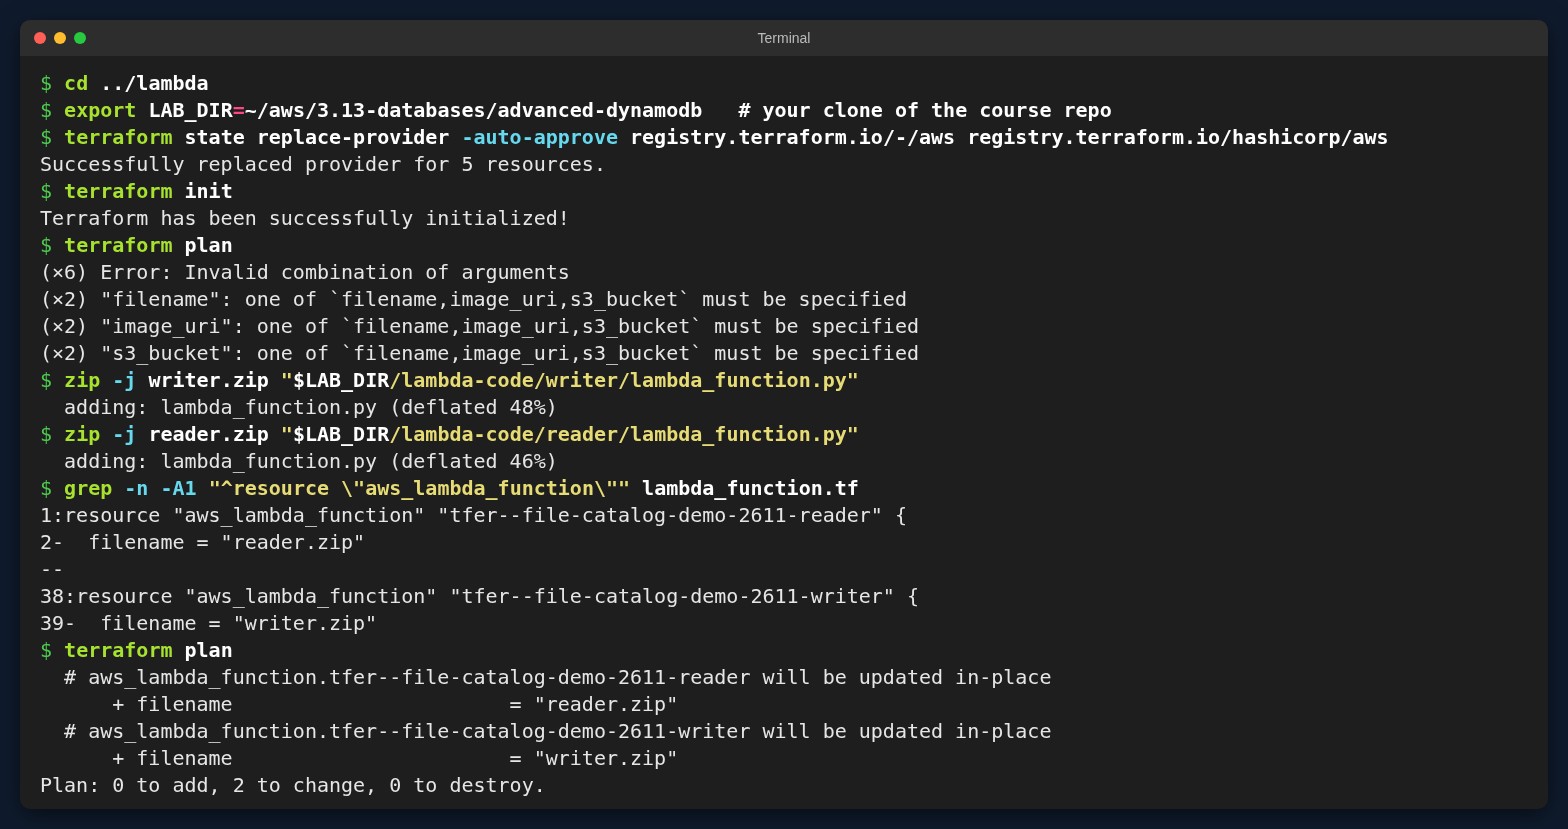 Terminal
$ cd ../lambda
$ export LAB_DIR=~/aws/3.13-databases/advanced-dynamodb   # your clone of the course repo
$ terraform state replace-provider -auto-approve registry.terraform.io/-/aws registry.terraform.io/hashicorp/aws
Successfully replaced provider for 5 resources.
$ terraform init
Terraform has been successfully initialized!
$ terraform plan
(×6) Error: Invalid combination of arguments
(×2) "filename": one of `filename,image_uri,s3_bucket` must be specified
(×2) "image_uri": one of `filename,image_uri,s3_bucket` must be specified
(×2) "s3_bucket": one of `filename,image_uri,s3_bucket` must be specified
$ zip -j writer.zip "$LAB_DIR/lambda-code/writer/lambda_function.py"
  adding: lambda_function.py (deflated 48%)
$ zip -j reader.zip "$LAB_DIR/lambda-code/reader/lambda_function.py"
  adding: lambda_function.py (deflated 46%)
$ grep -n -A1 "^resource \"aws_lambda_function\"" lambda_function.tf
1:resource "aws_lambda_function" "tfer--file-catalog-demo-2611-reader" {
2-  filename = "reader.zip"
--
38:resource "aws_lambda_function" "tfer--file-catalog-demo-2611-writer" {
39-  filename = "writer.zip"
$ terraform plan
  # aws_lambda_function.tfer--file-catalog-demo-2611-reader will be updated in-place
      + filename                       = "reader.zip"
  # aws_lambda_function.tfer--file-catalog-demo-2611-writer will be updated in-place
      + filename                       = "writer.zip"
Plan: 0 to add, 2 to change, 0 to destroy.